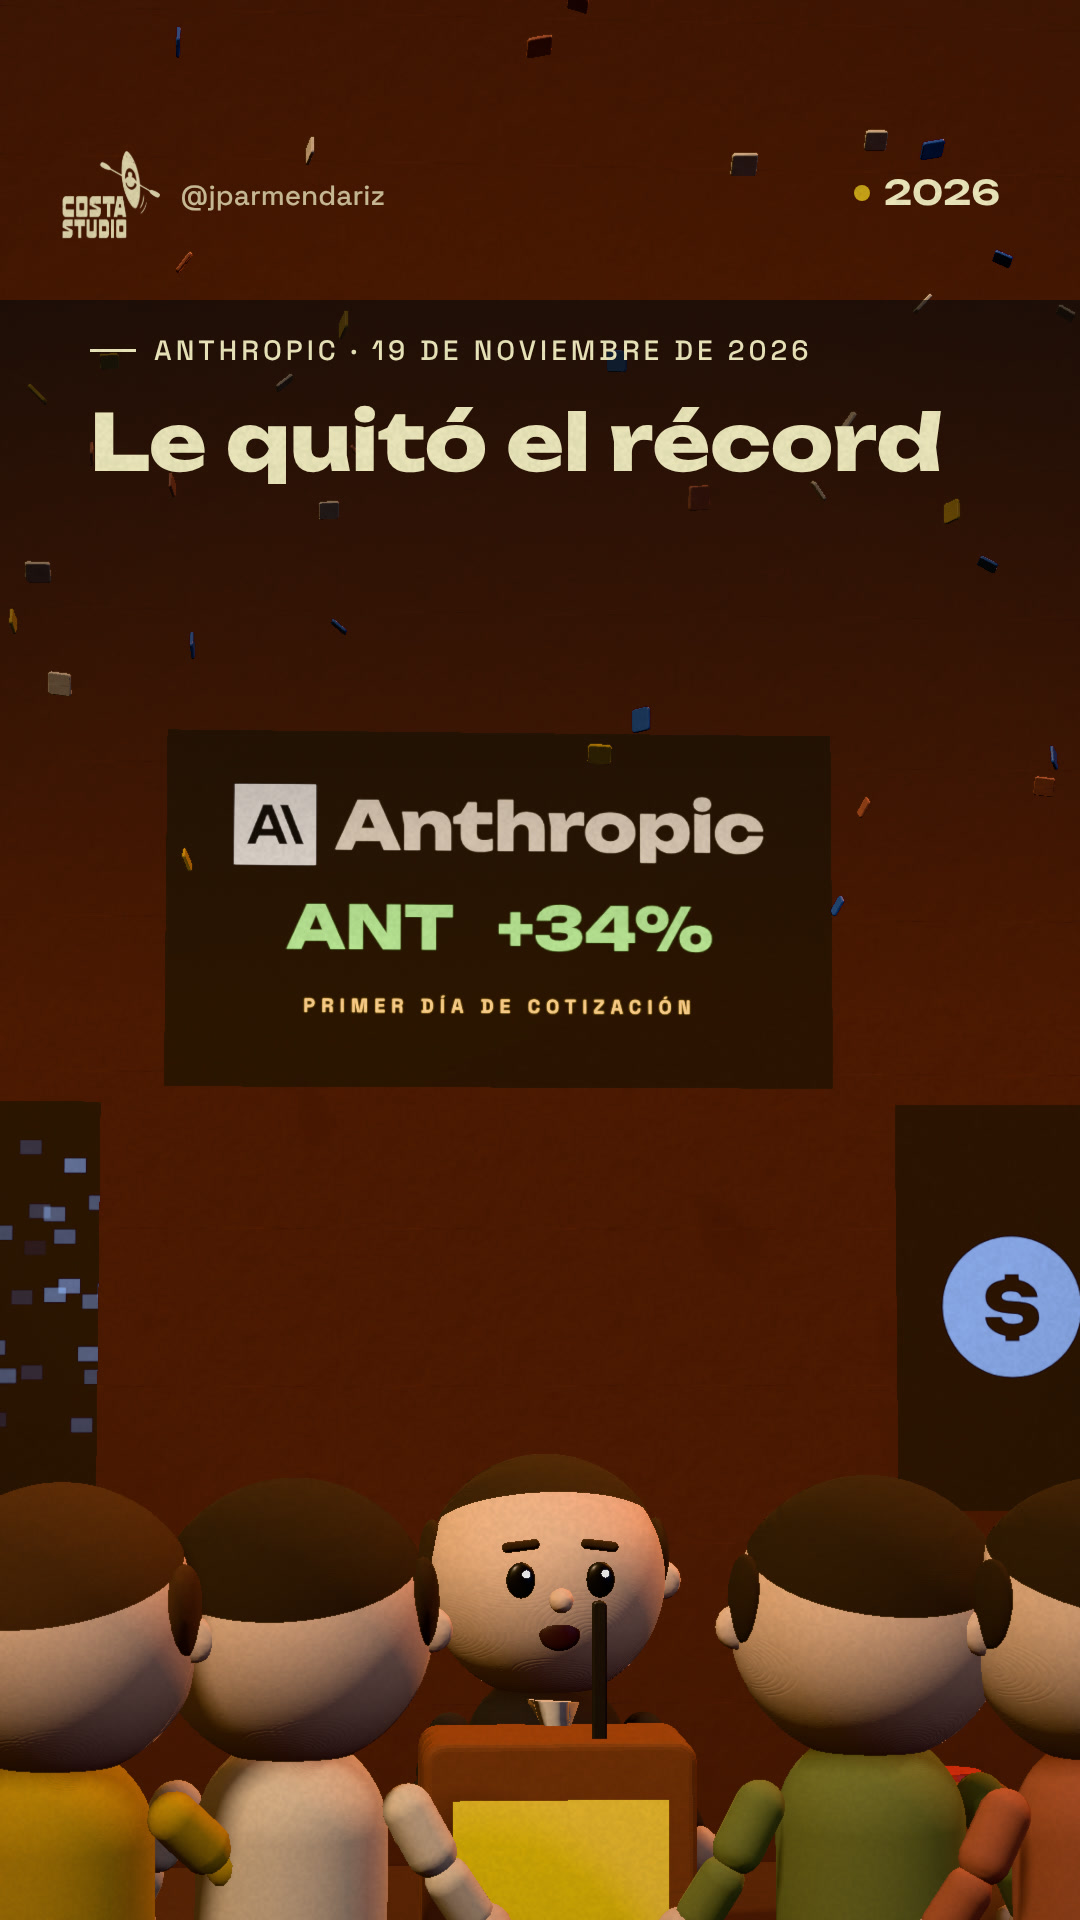 COSTA
STUDIO
@jparmendariz
2026
ANTHROPIC · 19 DE NOVIEMBRE DE 2026
Le quitó el récord
A\ Anthropic
ANT +34%
PRIMER DÍA DE COTIZACIÓN
$